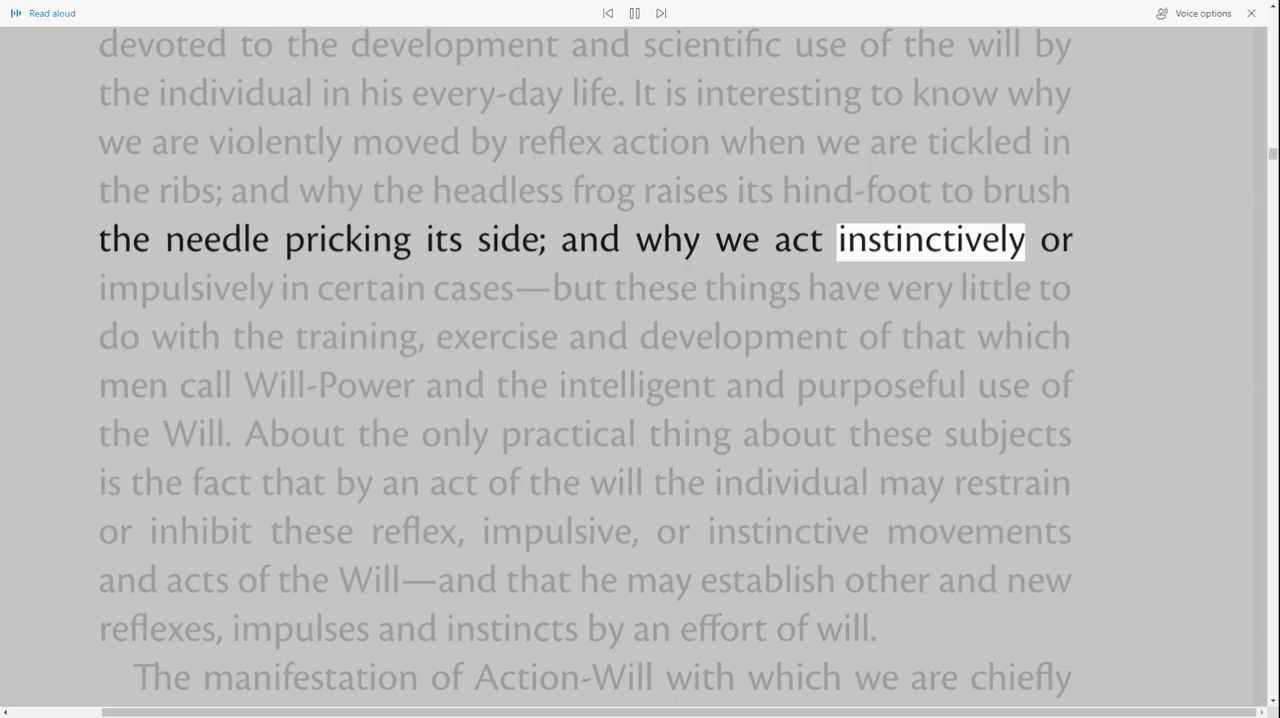 Read aloud
Voice options
devoted to the development and scientific use of the will by
the individual in his every-day life. It is interesting to know why
we are violently moved by reflex action when we are tickled in
the ribs; and why the headless frog raises its hind-foot to brush
the needle pricking its side; and why we act instinctively or
impulsively in certain cases—but these things have very little to
do with the training, exercise and development of that which
men call Will-Power and the intelligent and purposeful use of
the Will. About the only practical thing about these subjects
is the fact that by an act of the will the individual may restrain
or inhibit these reflex, impulsive, or instinctive movements
and acts of the Will—and that he may establish other and new
reflexes, impulses and instincts by an effort of will.
The manifestation of Action-Will with which we are chiefly